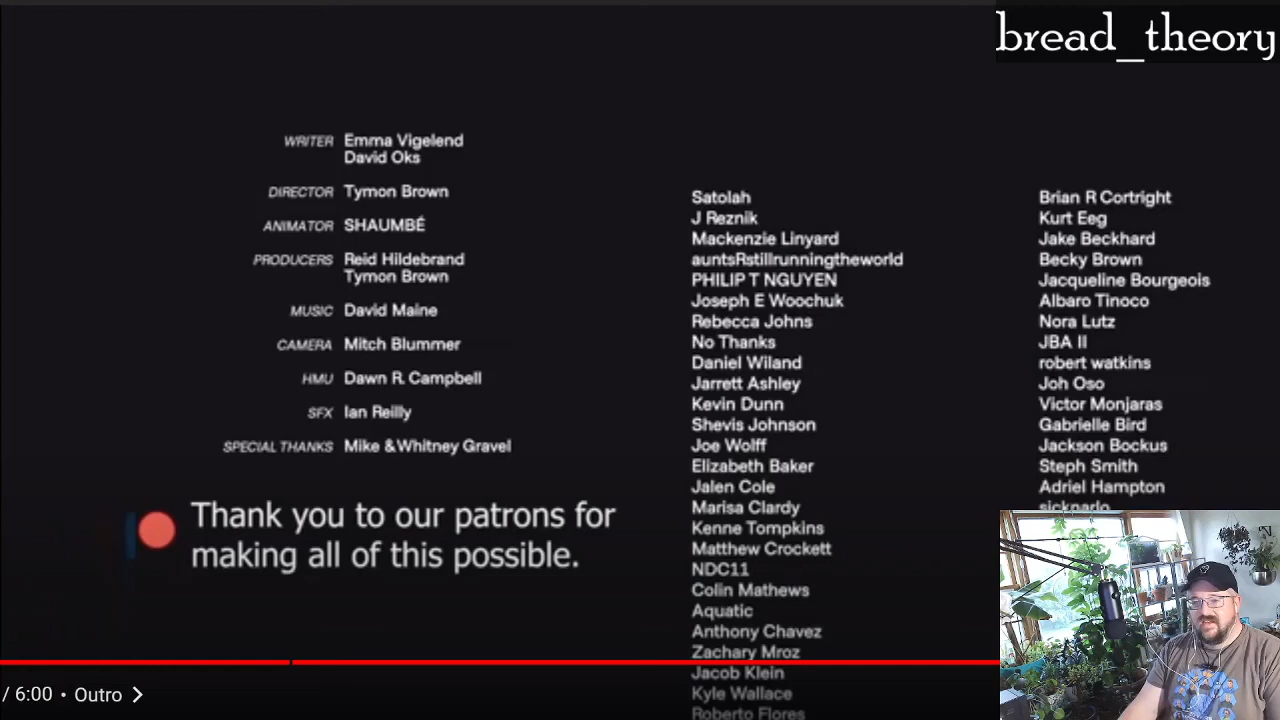 bread_theory
WRITER Emma Vigelend
David Oks
DIRECTOR Tymon Brown
ANIMATOR SHAUMBÉ
PRODUCERS Reid Hildebrand
Tymon Brown
MUSIC David Maine
CAMERA Mitch Blummer
HMU Dawn R. Campbell
SFX Ian Reilly
SPECIAL THANKS Mike & Whitney Gravel
Thank you to our patrons for
making all of this possible.
Satolah
J Reznik
Mackenzie Linyard
auntsRstillrunningtheworld
PHILIP T NGUYEN
Joseph E Woochuk
Rebecca Johns
No Thanks
Daniel Wiland
Jarrett Ashley
Kevin Dunn
Shevis Johnson
Joe Wolff
Elizabeth Baker
Jalen Cole
Marisa Clardy
Kenne Tompkins
Matthew Crockett
NDC11
Colin Mathews
Aquatic
Anthony Chavez
Zachary Mroz
Jacob Klein
Kyle Wallace
Roberto Flores
Brian R Cortright
Kurt Eeg
Jake Beckhard
Becky Brown
Jacqueline Bourgeois
Albaro Tinoco
Nora Lutz
JBA II
robert watkins
Joh Oso
Victor Monjaras
Gabrielle Bird
Jackson Bockus
Steph Smith
Adriel Hampton
/ 6:00 • Outro >